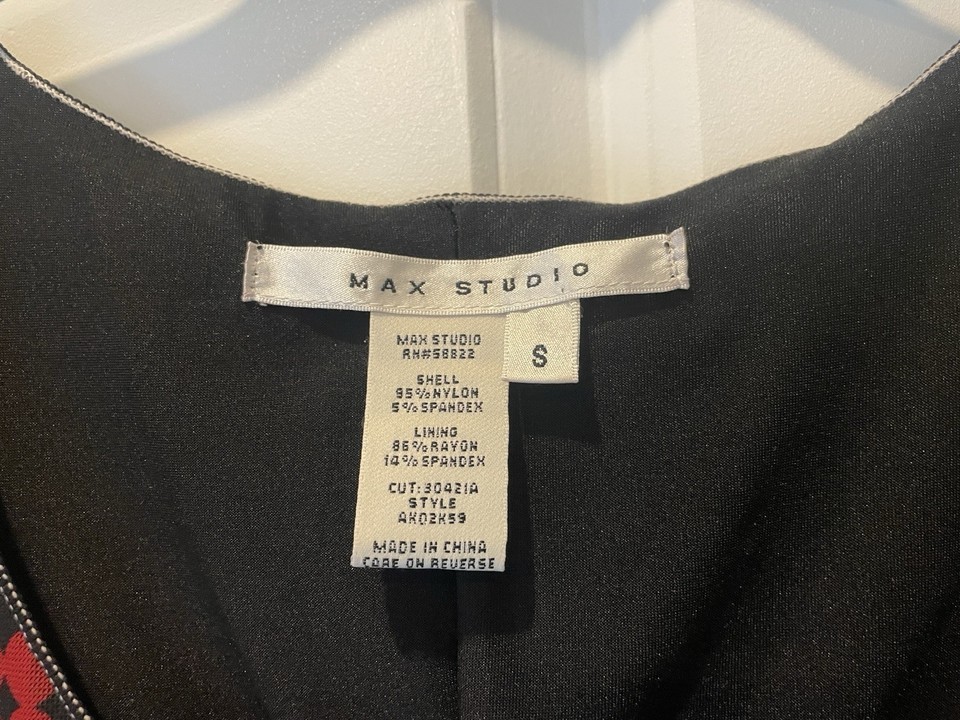 MAX STUDIO
S
MAX STUDIO
RN#58822
SHELL
95%NYLON
5%SPANDEX
LINING
86%RAYON
14%SPANDEX
CUT:30421A
STYLE
AK02K59
MADE IN CHINA
CARE ON REVERSE